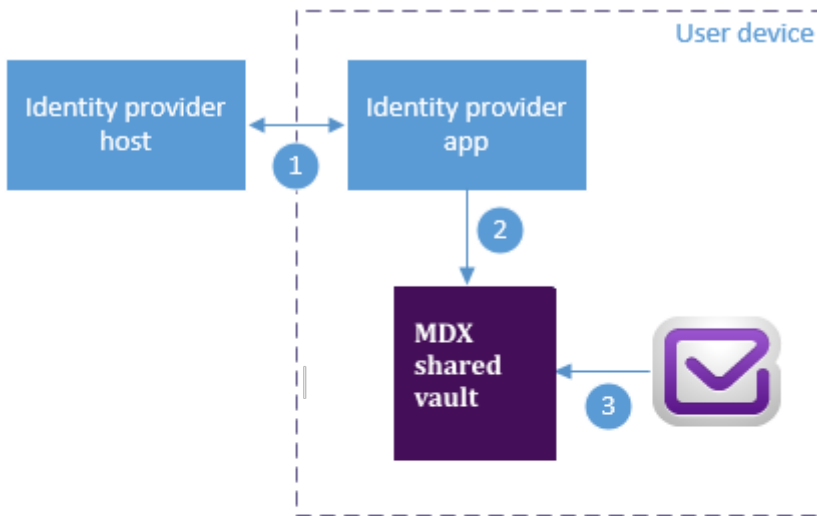 User device
Identity provider
host
Identity provider
app
1
2
MDX
shared
vault
3